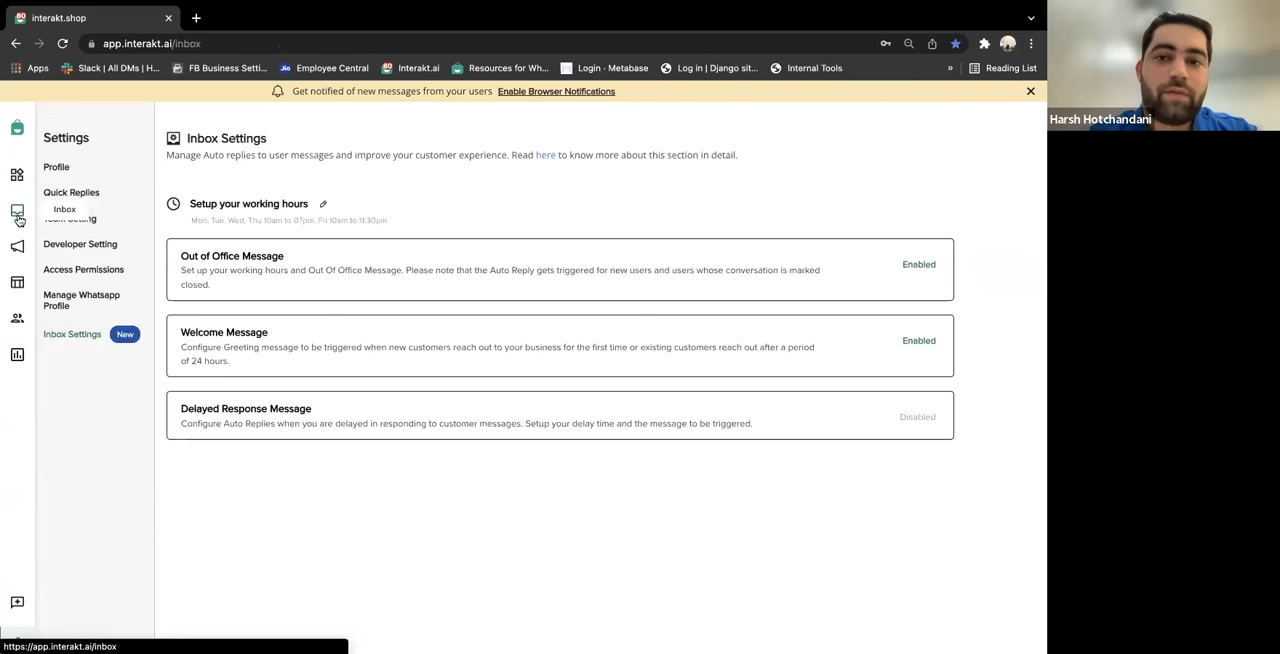 interakt.shop
app.interakt.ai/inbox
Apps
Slack | All DMs | H...
FB Business Setti...
Employee Central
Interakt.ai
Resources for Wh...
Login · Metabase
Log in | Django sit...
Internal Tools
»
Reading List
Get notified of new messages from your users Enable Browser Notifications
Harsh Hotchandani
Settings
Profile
Quick Replies
Inbox
Developer Setting
Access Permissions
Manage Whatsapp
Profile
Inbox Settings New
Inbox Settings
Manage Auto replies to user messages and improve your customer experience. Read here to know more about this section in detail.
Setup your working hours
Mon, Tue, Wed, Thu 10am to 07pm, Fri 10am to 11:30pm
Out of Office Message
Set up your working hours and Out Of Office Message. Please note that the Auto Reply gets triggered for new users and users whose conversation is marked
closed.
Enabled
Welcome Message
Configure Greeting message to be triggered when new customers reach out to your business for the first time or existing customers reach out after a period
of 24 hours.
Enabled
Delayed Response Message
Configure Auto Replies when you are delayed in responding to customer messages. Setup your delay time and the message to be triggered.
Disabled
https://app.interakt.ai/inbox